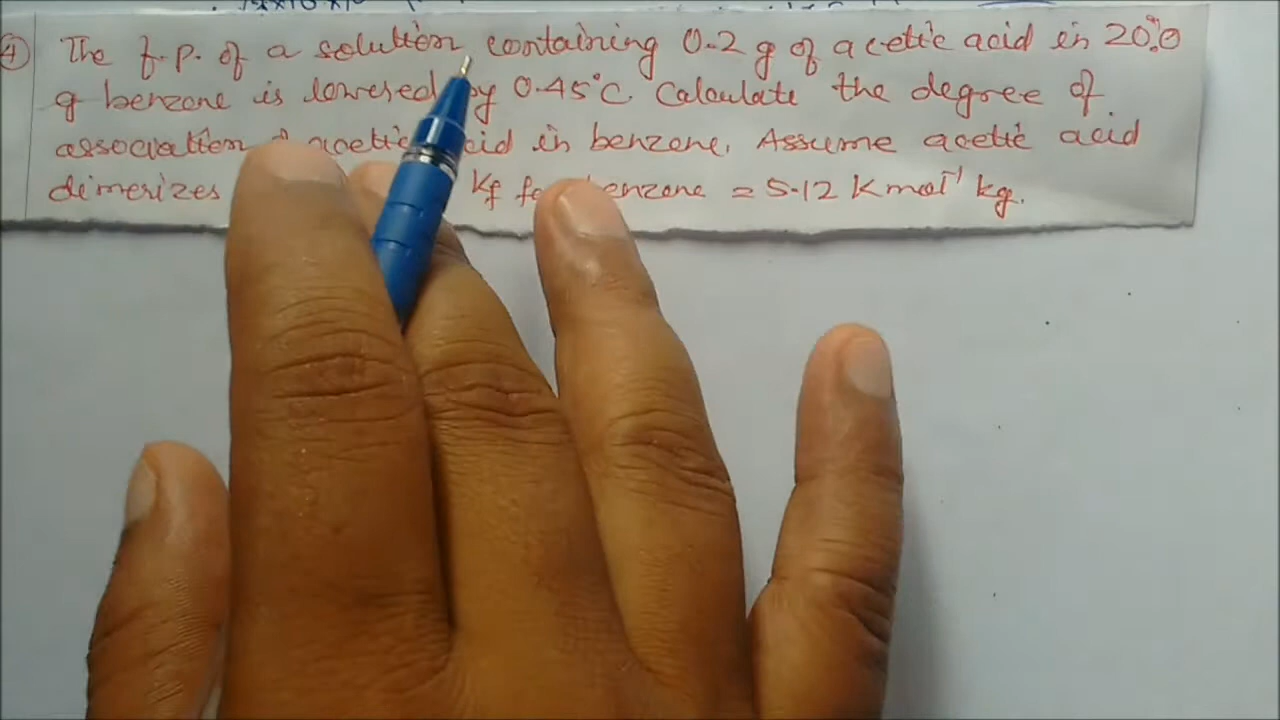 4 The f.p. of a solution containing 0.2 g of acetic acid in 20.0
g benzene is lowered by 0.45°C. Calculate the degree of
association acetic acid in benzene. Assume acetic acid
dimerizes Kf for benzene = 5.12 K mol⁻¹ kg.